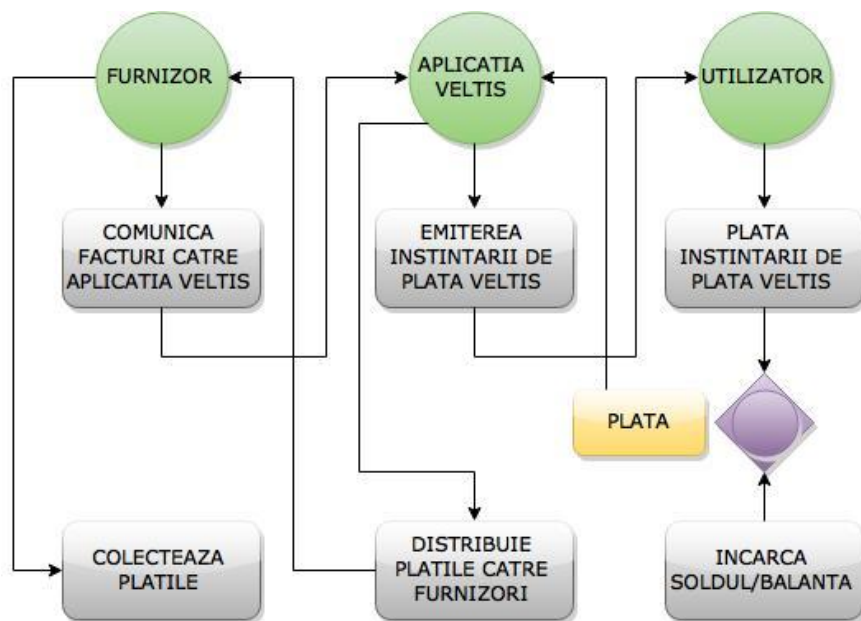 FURNIZOR
APLICATIA
VELTIS
UTILIZATOR
COMUNICA
FACTURI CATRE
APLICATIA VELTIS
EMITEREA
INSTINTARII DE
PLATA VELTIS
PLATA
INSTINTARII DE
PLATA VELTIS
PLATA
COLECTEAZA
PLATILE
DISTRIBUIE
PLATILE CATRE
FURNIZORI
INCARCA
SOLDUL/BALANTA